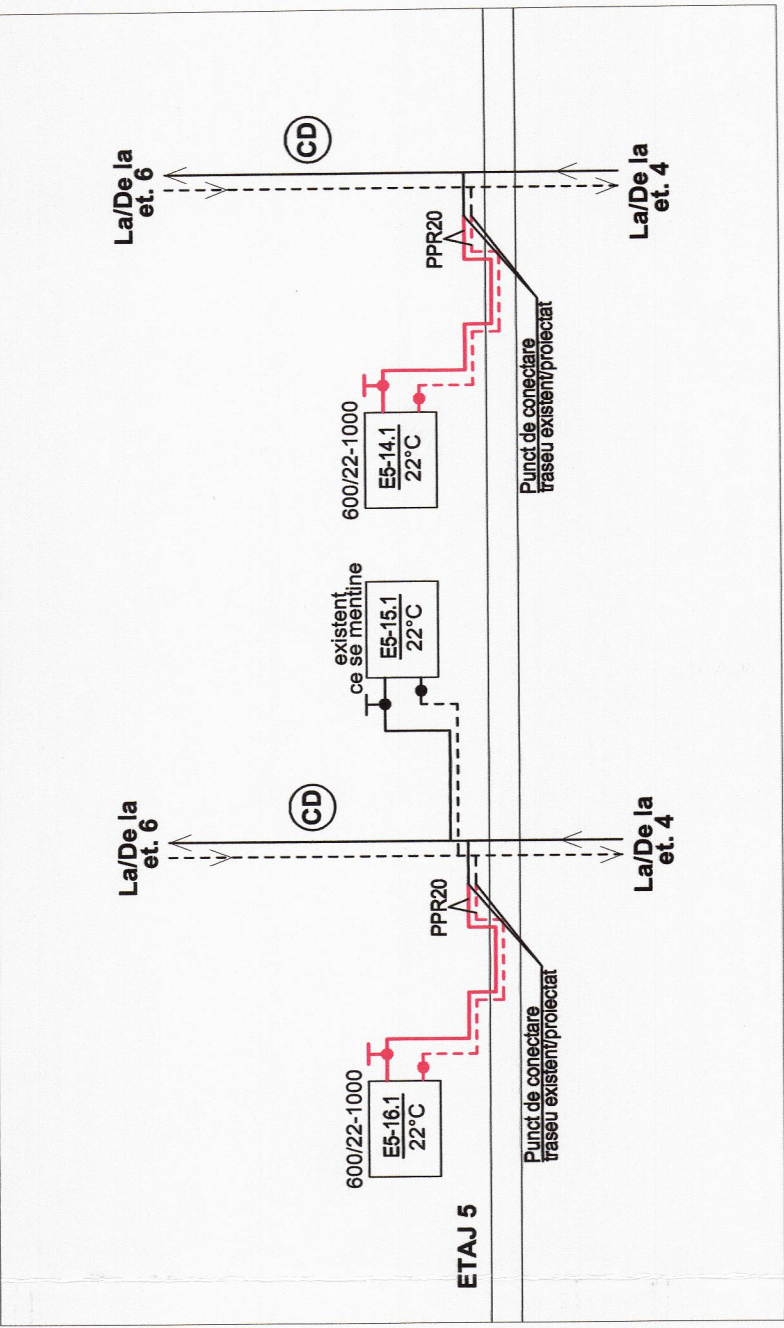 La/De la
et. 6
La/De la
et. 6
CD
CD
600/22-1000
E5-16.1
22°C
existent
ce se mentine
E5-15.1
22°C
600/22-1000
E5-14.1
22°C
PPR20
PPR20
ETAJ 5
Punct de conectare
traseu existent/proiectat
Punct de conectare
traseu existent/proiectat
La/De la
et. 4
La/De la
et. 4